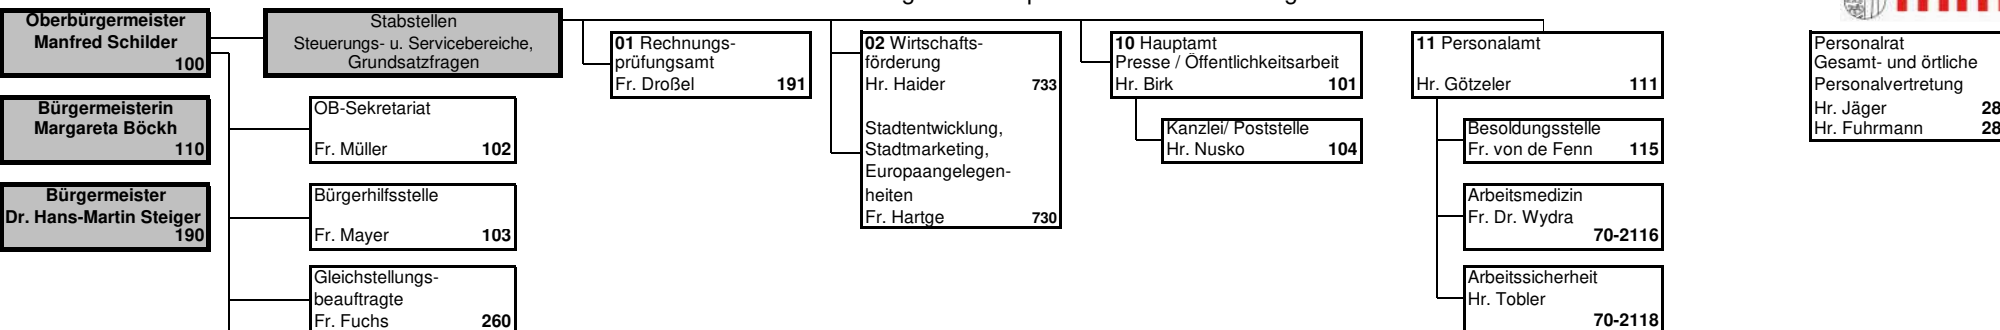 Oberbürgermeister
Manfred Schilder
100
Bürgermeisterin
Margareta Böckh
110
Bürgermeister
Dr. Hans-Martin Steiger
190
Stabstellen
Steuerungs- u. Servicebereiche,
Grundsatzfragen
OB-Sekretariat
Fr. Müller 102
Bürgerhilfsstelle
Fr. Mayer 103
Gleichstellungs-
beauftragte
Fr. Fuchs 260
01 Rechnungs-
prüfungsamt
Fr. Droßel 191
02 Wirtschafts-
förderung
Hr. Haider 733
Stadtentwicklung,
Stadtmarketing,
Europaangelegen-
heiten
Fr. Hartge 730
10 Hauptamt
Presse / Öffentlichkeitsarbeit
Hr. Birk 101
Kanzlei/ Poststelle
Hr. Nusko 104
11 Personalamt
Hr. Götzeler 111
Besoldungsstelle
Fr. von de Fenn 115
Arbeitsmedizin
Fr. Dr. Wydra
70-2116
Arbeitssicherheit
Hr. Tobler
70-2118
Personalrat
Gesamt- und örtliche
Personalvertretung
Hr. Jäger 28
Hr. Fuhrmann 28